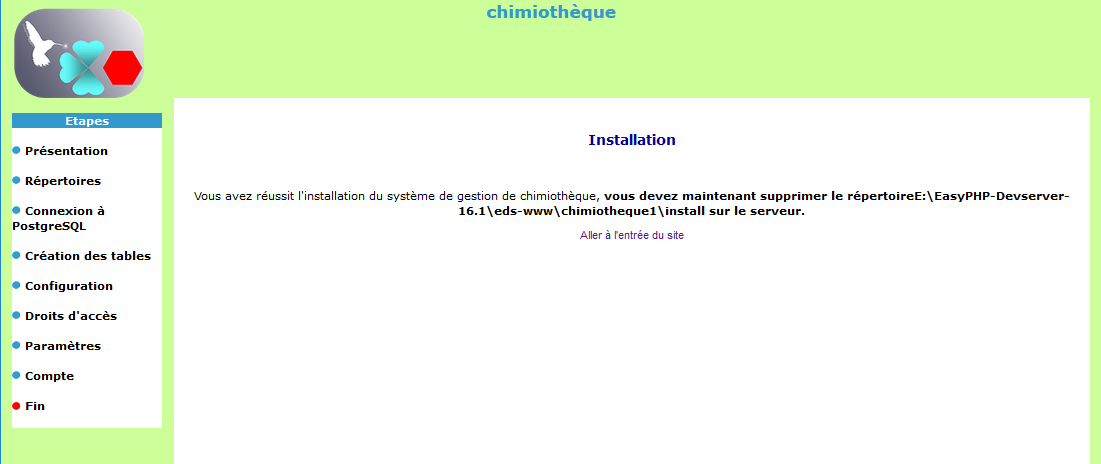 chimiothèque
Etapes
Présentation
Répertoires
Connexion à
PostgreSQL
Création des tables
Configuration
Droits d'accès
Paramètres
Compte
Fin
Installation
Vous avez réussit l'installation du système de gestion de chimiothèque, vous devez maintenant supprimer le répertoireE:\EasyPHP-Devserver-
16.1\eds-www\chimiotheque1\install sur le serveur.
Aller à l'entrée du site